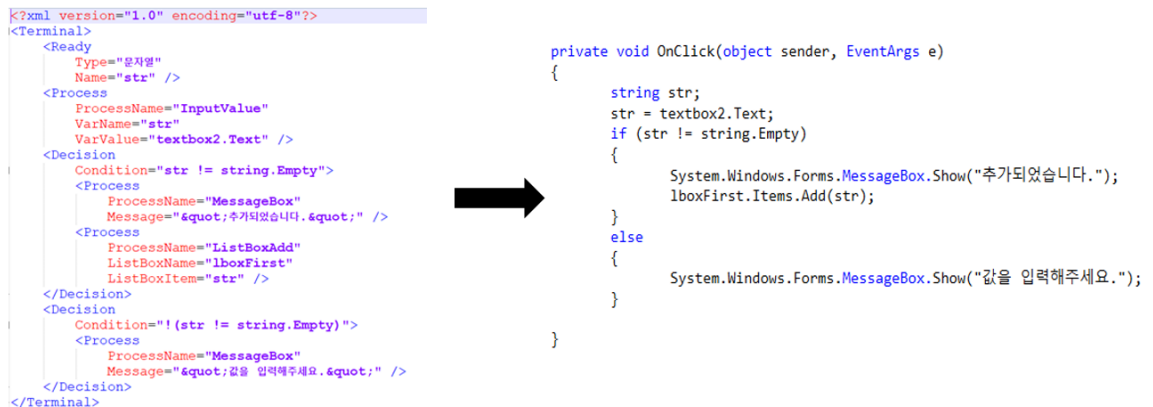 <?xml version="1.0" encoding="utf-8"?>
<Terminal>
<Ready
Type="문자열"
Name="str" />
<Process
ProcessName="InputValue"
VarName="str"
VarValue="textbox2.Text" />
<Decision
Condition="str != string.Empty">
<Process
ProcessName="MessageBox"
Message="&quot;추가되었습니다.&quot;" />
<Process
ProcessName="ListBoxAdd"
ListBoxName="lboxFirst"
ListBoxItem="str" />
</Decision>
<Decision
Condition="!(str != string.Empty)">
<Process
ProcessName="MessageBox"
Message="&quot;값을 입력해주세요.&quot;" />
</Decision>
</Terminal>
private void OnClick(object sender, EventArgs e)
{
string str;
str = textbox2.Text;
if (str != string.Empty)
{
System.Windows.Forms.MessageBox.Show("추가되었습니다.");
lboxFirst.Items.Add(str);
}
else
{
System.Windows.Forms.MessageBox.Show("값을 입력해주세요.");
}
}